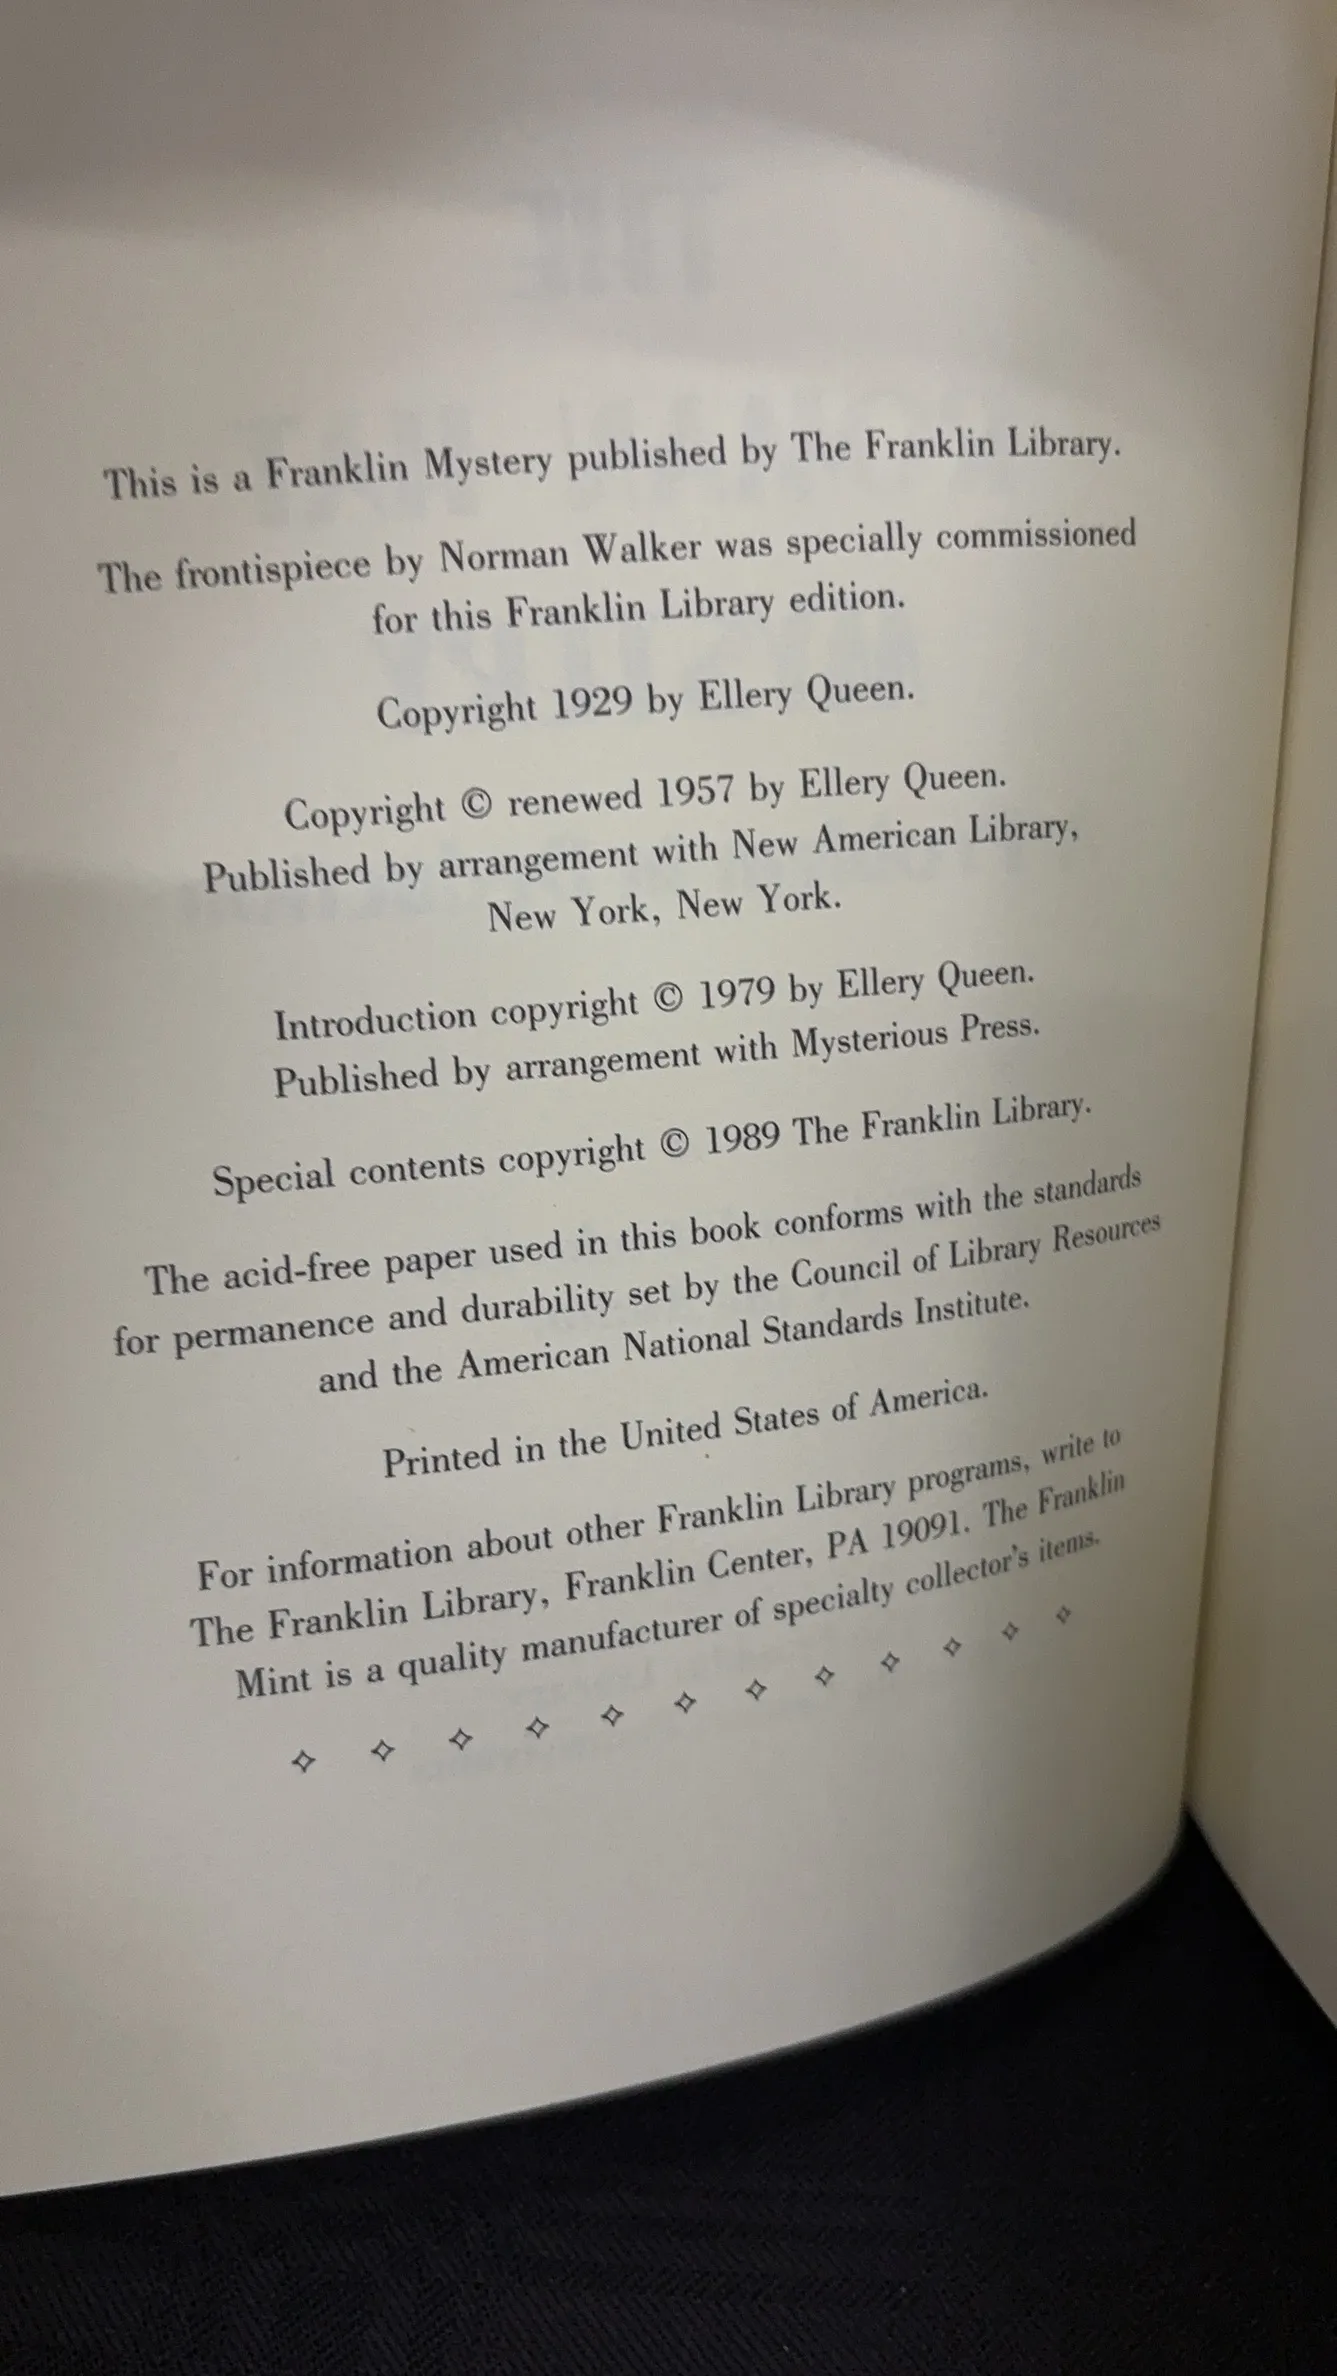 This is a Franklin Mystery published by The Franklin Library.
The frontispiece by Norman Walker was specially commissioned
for this Franklin Library edition.
Copyright 1929 by Ellery Queen.
Copyright © renewed 1957 by Ellery Queen.
Published by arrangement with New American Library,
New York, New York.
Introduction copyright © 1979 by Ellery Queen.
Published by arrangement with Mysterious Press.
Special contents copyright © 1989 The Franklin Library.
The acid-free paper used in this book conforms with the standards
for permanence and durability set by the Council of Library Resources
and the American National Standards Institute.
Printed in the United States of America.
For information about other Franklin Library programs, write to
The Franklin Library, Franklin Center, PA 19091. The Franklin
Mint is a quality manufacturer of specialty collector's items.